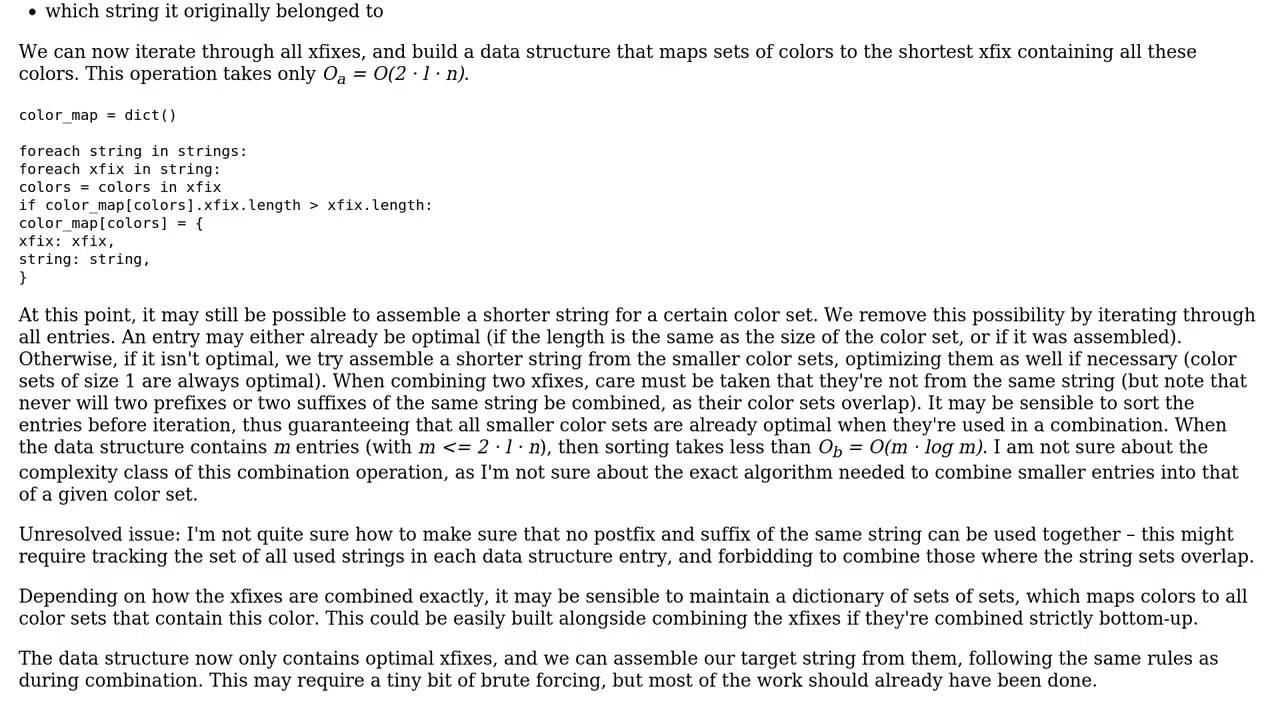 • which string it originally belonged to
We can now iterate through all xfixes, and build a data structure that maps sets of colors to the shortest xfix containing all these
colors. This operation takes only Oa = O(2 · l · n).
color_map = dict()
foreach string in strings:
foreach xfix in string:
colors = colors in xfix
if color_map[colors].xfix.length > xfix.length:
color_map[colors] = {
xfix: xfix,
string: string,
}
At this point, it may still be possible to assemble a shorter string for a certain color set. We remove this possibility by iterating through
all entries. An entry may either already be optimal (if the length is the same as the size of the color set, or if it was assembled).
Otherwise, if it isn't optimal, we try assemble a shorter string from the smaller color sets, optimizing them as well if necessary (color
sets of size 1 are always optimal). When combining two xfixes, care must be taken that they're not from the same string (but note that
never will two prefixes or two suffixes of the same string be combined, as their color sets overlap). It may be sensible to sort the
entries before iteration, thus guaranteeing that all smaller color sets are already optimal when they're used in a combination. When
the data structure contains m entries (with m <= 2 · l · n), then sorting takes less than Ob = O(m · log m). I am not sure about the
complexity class of this combination operation, as I'm not sure about the exact algorithm needed to combine smaller entries into that
of a given color set.
Unresolved issue: I'm not quite sure how to make sure that no postfix and suffix of the same string can be used together – this might
require tracking the set of all used strings in each data structure entry, and forbidding to combine those where the string sets overlap.
Depending on how the xfixes are combined exactly, it may be sensible to maintain a dictionary of sets of sets, which maps colors to all
color sets that contain this color. This could be easily built alongside combining the xfixes if they're combined strictly bottom-up.
The data structure now only contains optimal xfixes, and we can assemble our target string from them, following the same rules as
during combination. This may require a tiny bit of brute forcing, but most of the work should already have been done.